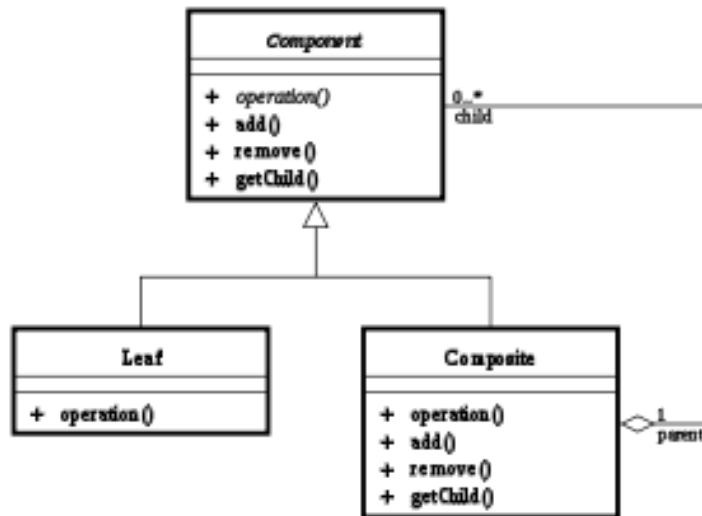 Component
+ operation()
+ add()
+ remove()
+ getChild()
0..*
child
Leaf
+ operation()
Composite
+ operation()
+ add()
+ remove()
+ getChild()
1
parent